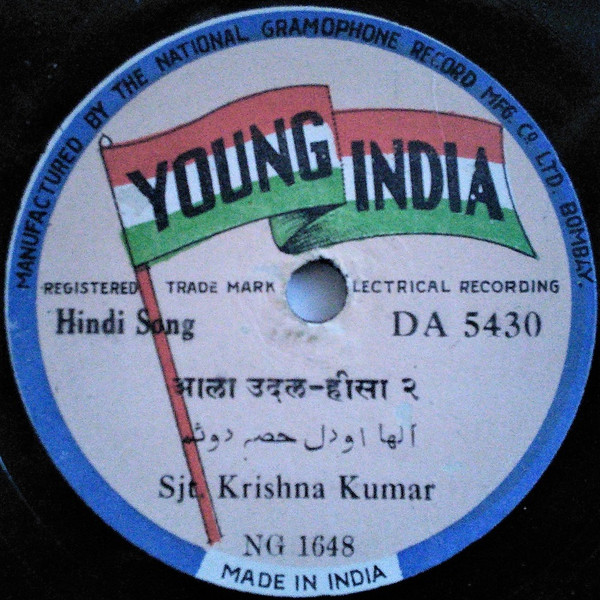 MANUFACTURED BY THE NATIONAL GRAMOPHONE RECORD MFG. CO. LTD. BOMBAY.
YOUNG INDIA
REGISTERED TRADE MARK ELECTRICAL RECORDING
Hindi Song DA 5430
आला उदल-हीसा २
الها اودل حصہ دوئم
Sjt. Krishna Kumar
NG 1648
MADE IN INDIA